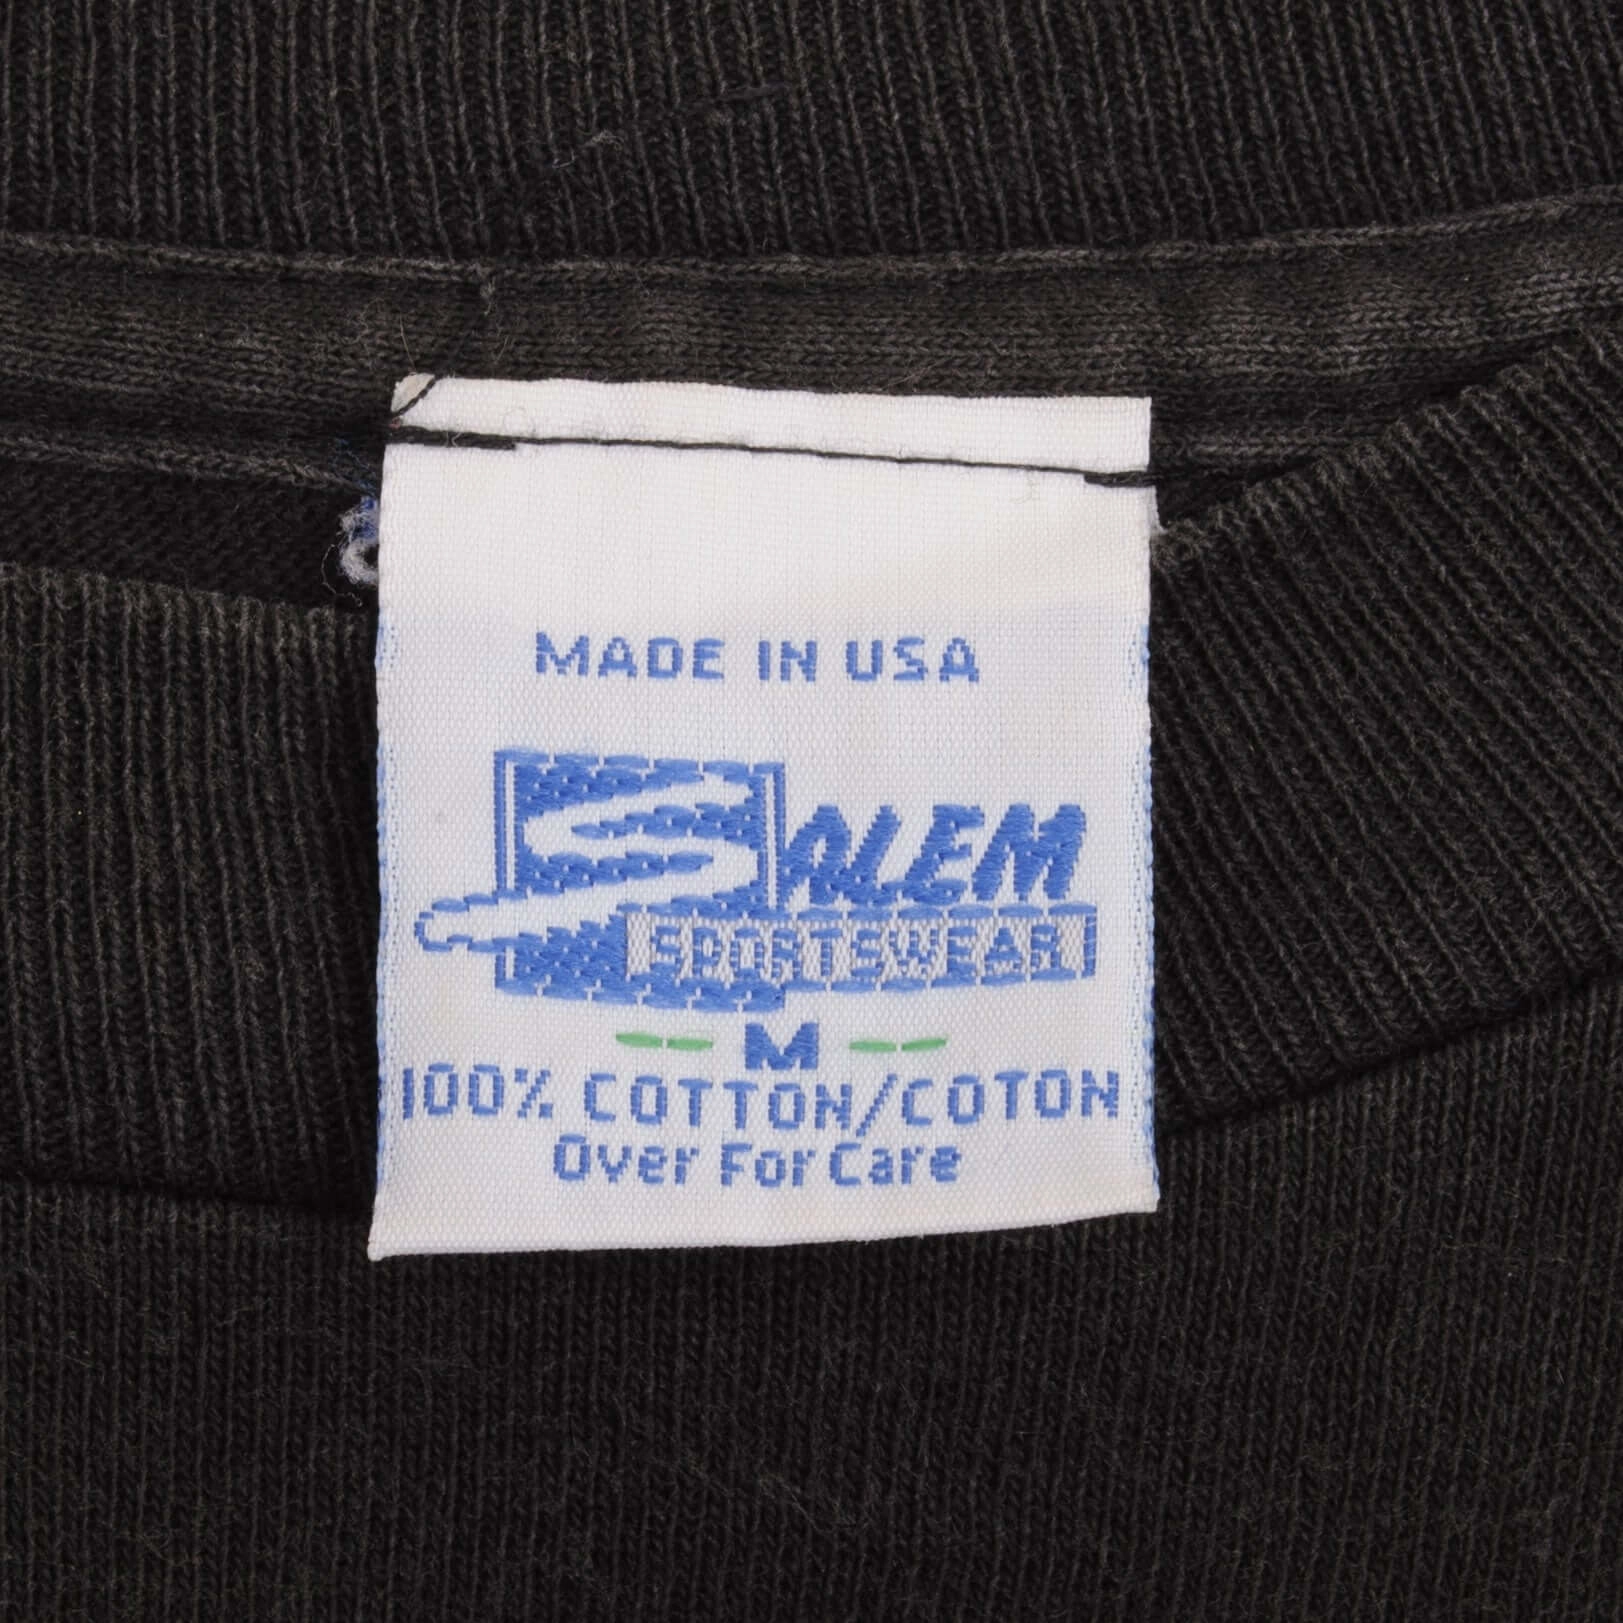 MADE IN USA
SALEM
SPORTSWEAR
M
100% COTTON/COTON
Over For Care